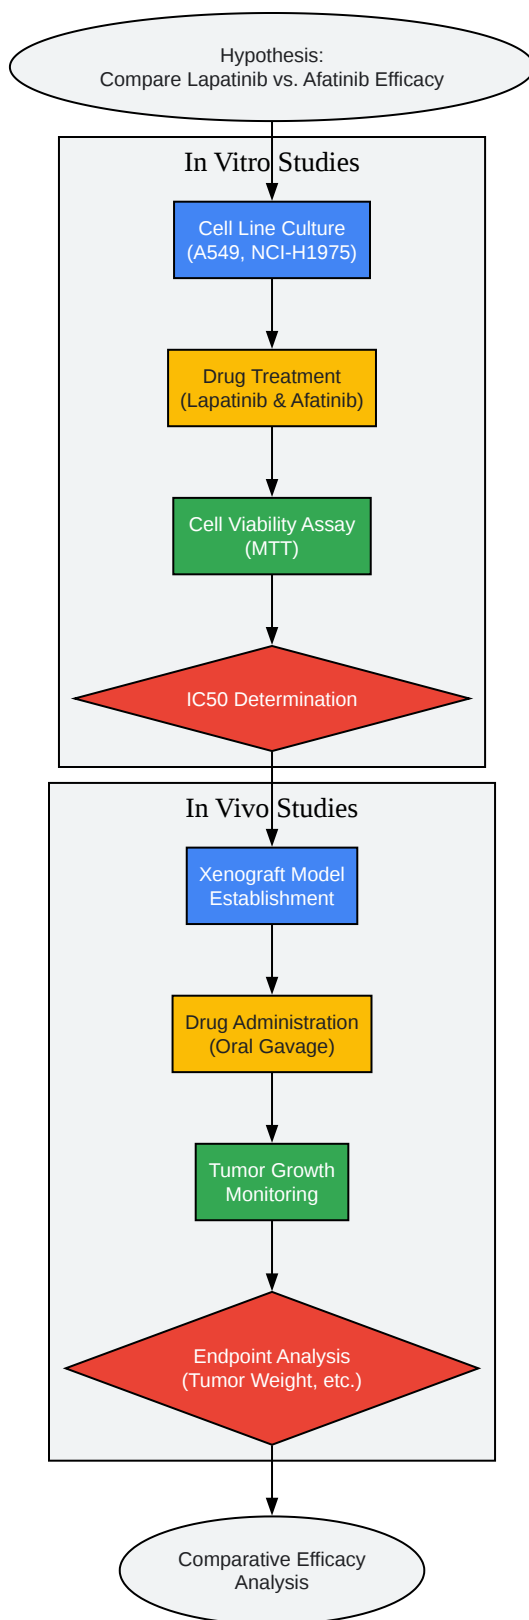 Hypothesis:
Compare Lapatinib vs. Afatinib Efficacy
In Vitro Studies
Cell Line Culture
(A549, NCI-H1975)
Drug Treatment
(Lapatinib & Afatinib)
Cell Viability Assay
(MTT)
IC50 Determination
In Vivo Studies
Xenograft Model
Establishment
Drug Administration
(Oral Gavage)
Tumor Growth
Monitoring
Endpoint Analysis
(Tumor Weight, etc.)
Comparative Efficacy
Analysis